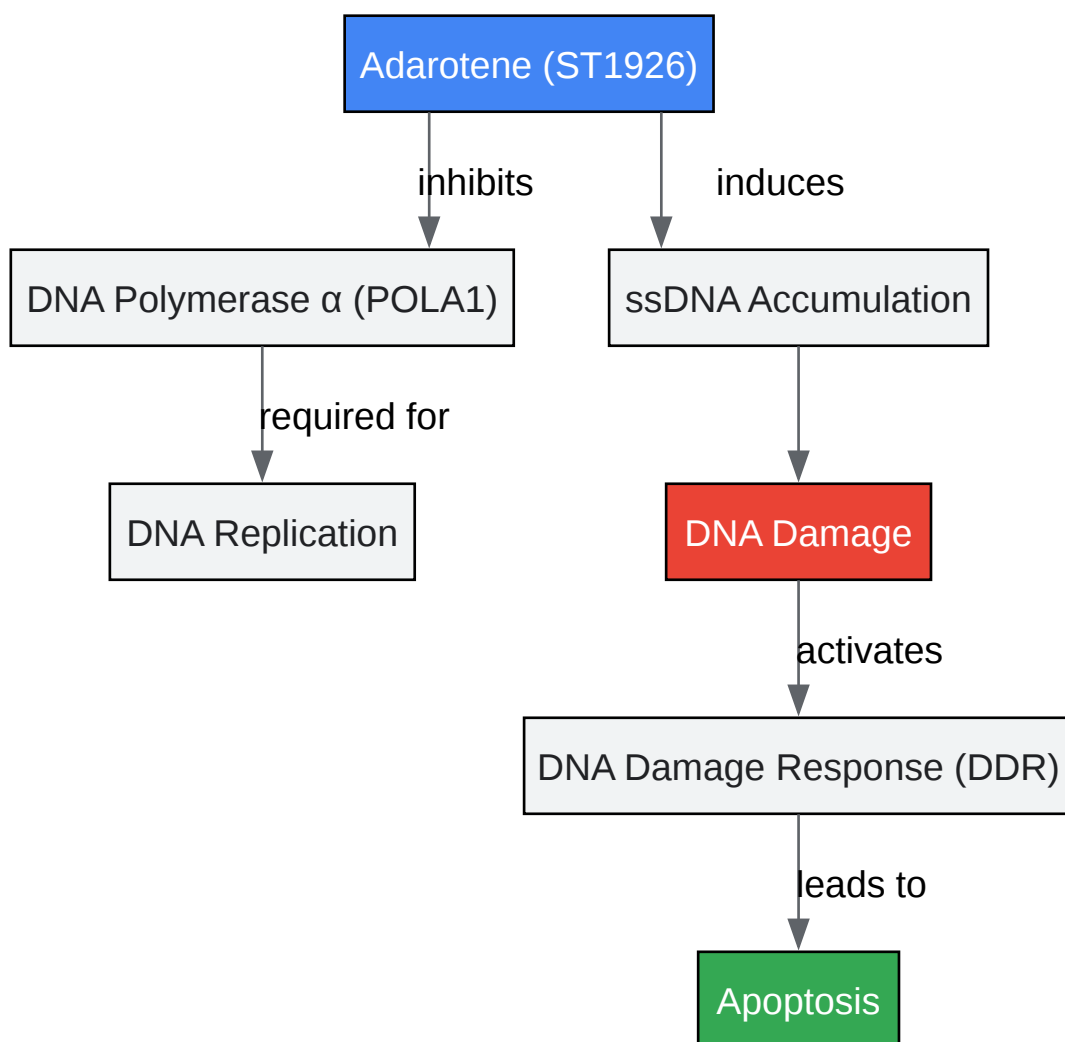 Adarotene (ST1926)
inhibits
induces
DNA Polymerase α (POLA1)
ssDNA Accumulation
required for
DNA Replication
DNA Damage
activates
DNA Damage Response (DDR)
leads to
Apoptosis